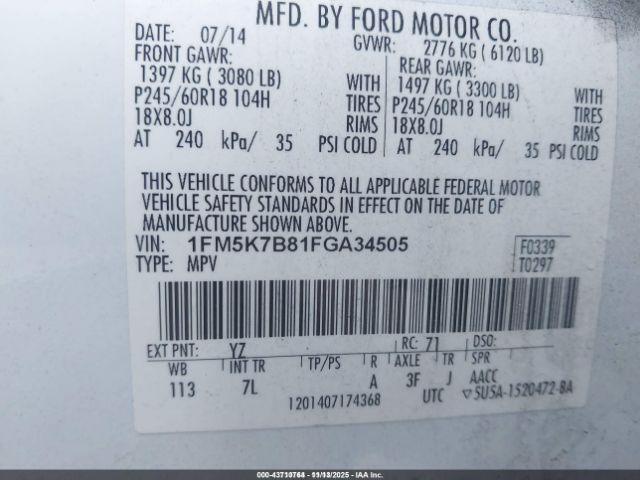 MFD. BY FORD MOTOR CO.
DATE: 07/14 GVWR: 2776 KG ( 6120 LB)
FRONT GAWR: REAR GAWR:
1397 KG ( 3080 LB) WITH 1497 KG ( 3300 LB) WITH
P245/60R18 104H TIRES P245/60R18 104H TIRES
18X8.0J RIMS 18X8.0J RIMS
AT 240 kPa/ 35 PSI COLD AT 240 kPa/ 35 PSI COLD
THIS VEHICLE CONFORMS TO ALL APPLICABLE FEDERAL MOTOR
VEHICLE SAFETY STANDARDS IN EFFECT ON THE DATE OF
MANUFACTURE SHOWN ABOVE.
VIN: 1FM5K7B81FGA34505 F0339
TYPE: MPV T0297
EXT PNT: YZ RC: 71 DSO:
WB INT TR TP/PS R AXLE TR SPR
113 7L A 3F J AACC
1201407174368 UTC ▽5U5A-1520472-BA
000-43710764 - 11/13/2025 - IAAI.COM